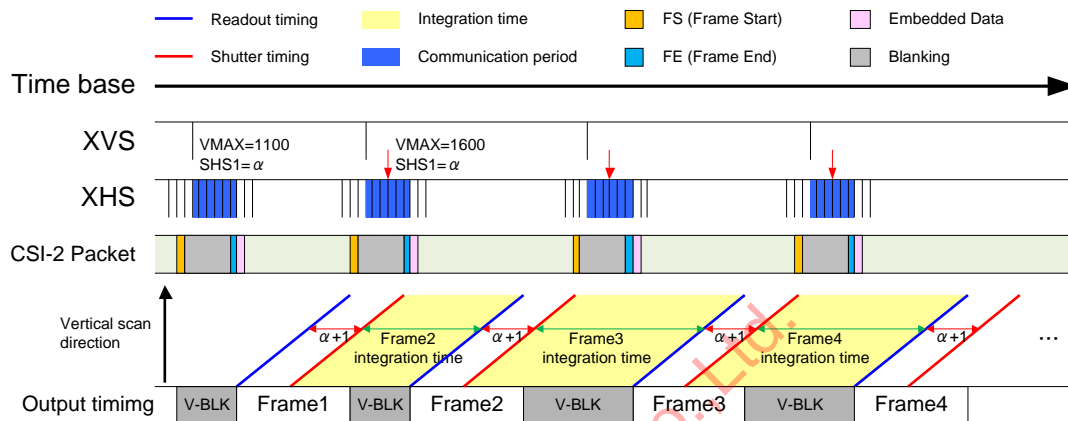 Readout timing
Integration time
FS (Frame Start)
Embedded Data
Shutter timing
Communication period
FE (Frame End)
Blanking
Time base
XVS
VMAX=1100
SHS1=α
VMAX=1600
SHS1=α
XHS
CSI-2 Packet
Vertical scan
direction
α+1
Frame2
integration time
α+1
Frame3
integration time
α+1
Frame4
integration time
α+1
...
Output timimg
V-BLK
Frame1
V-BLK
Frame2
V-BLK
Frame3
V-BLK
Frame4
., Ltd.